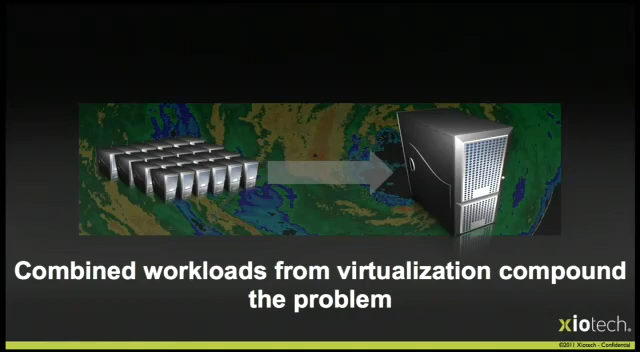 Combined workloads from virtualization compound
the problem
xiotech.
©2011 Xiotech - Confidential